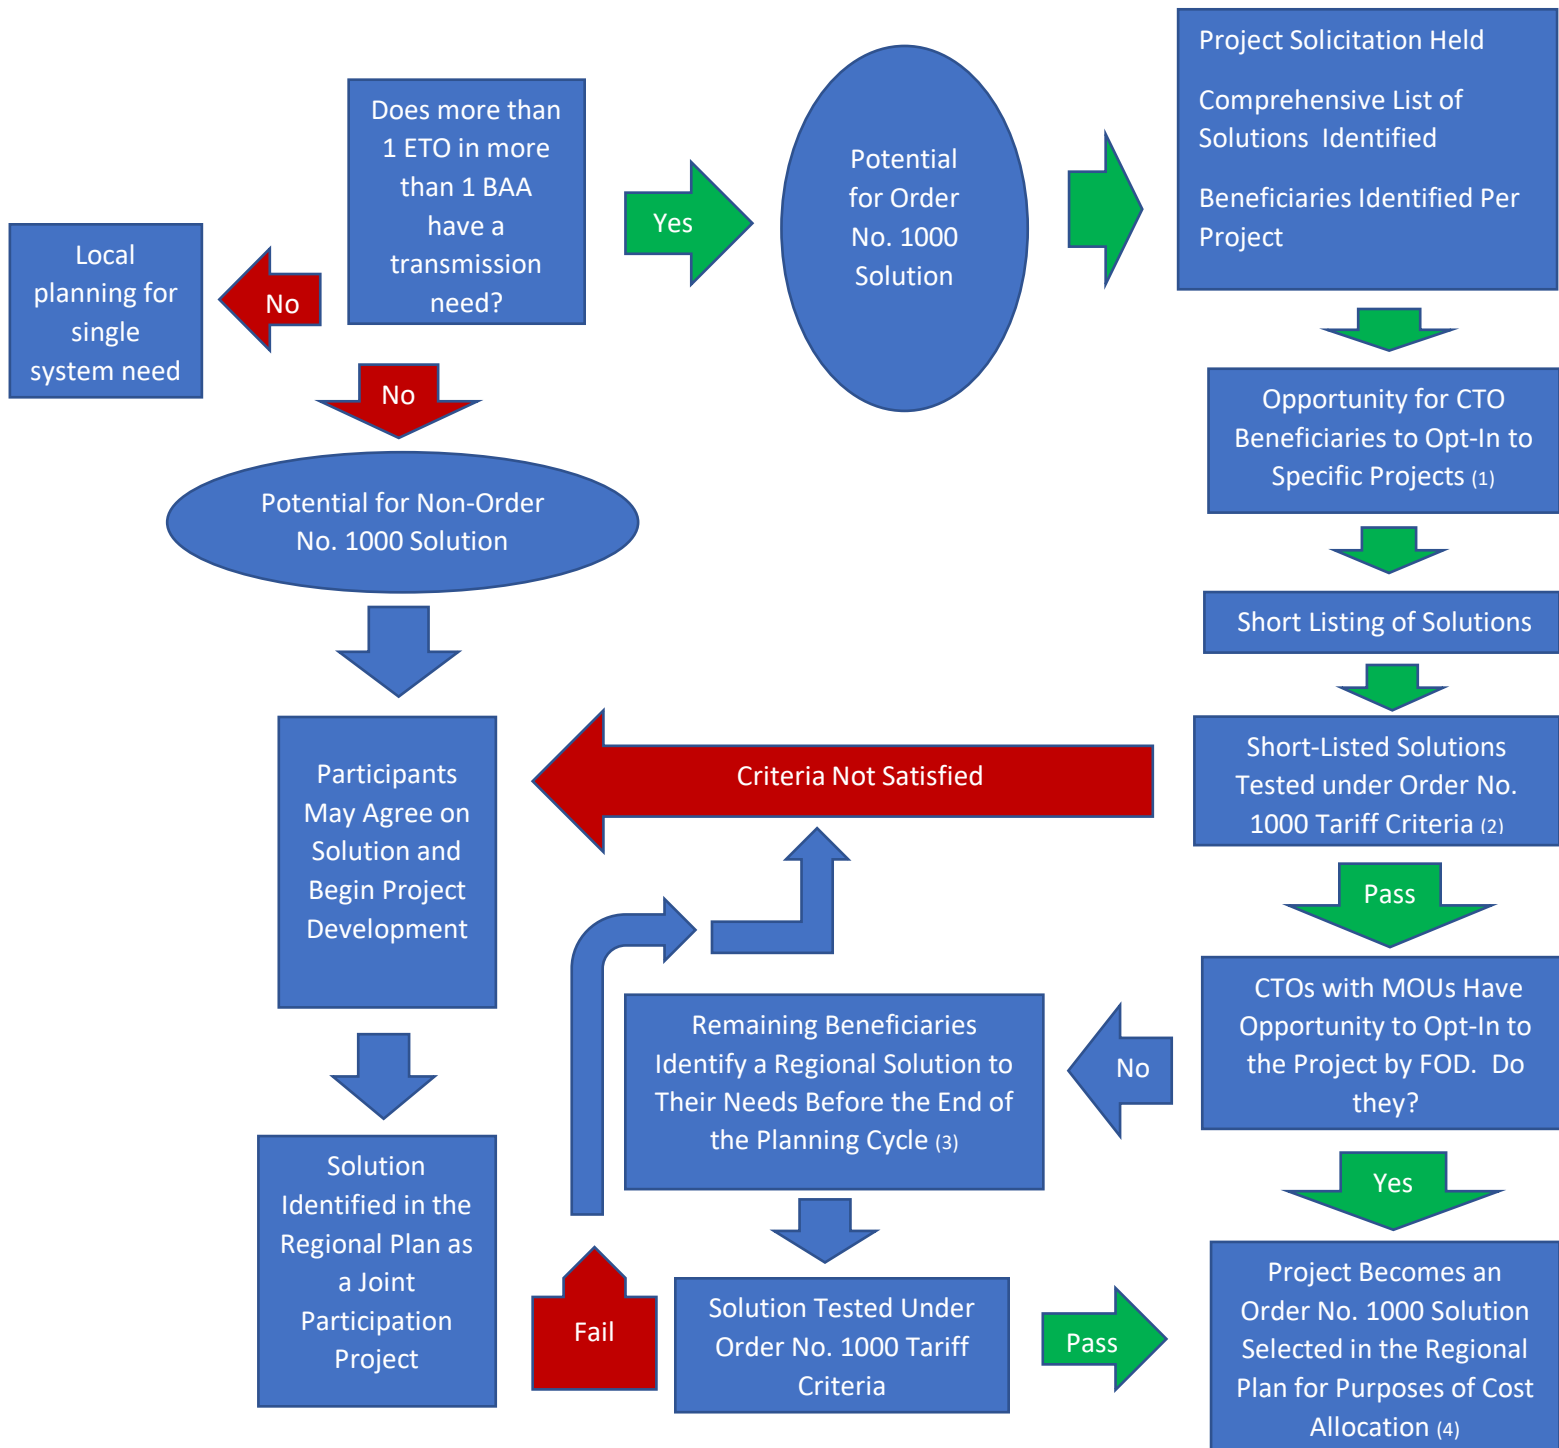 Does more than
1 ETO in more
than 1 BAA
have a
transmission
need?
Yes
Potential
for Order
No. 1000
Solution
Project Solicitation Held
Comprehensive List of
Solutions Identified
Beneficiaries Identified Per
Project
No
Local
planning for
single
system need
No
Potential for Non-Order
No. 1000 Solution
Opportunity for CTO
Beneficiaries to Opt-In to
Specific Projects (1)
Short Listing of Solutions
Short-Listed Solutions
Tested under Order No.
1000 Tariff Criteria (2)
Criteria Not Satisfied
Participants
May Agree on
Solution and
Begin Project
Development
Pass
CTOs with MOUs Have
Opportunity to Opt-In to
the Project by FOD. Do
they?
No
Remaining Beneficiaries
Identify a Regional Solution to
Their Needs Before the End of
the Planning Cycle (3)
Yes
Solution
Identified in the
Regional Plan as
a Joint
Participation
Project
Fail
Solution Tested Under
Order No. 1000 Tariff
Criteria
Pass
Project Becomes an
Order No. 1000 Solution
Selected in the Regional
Plan for Purposes of Cost
Allocation (4)